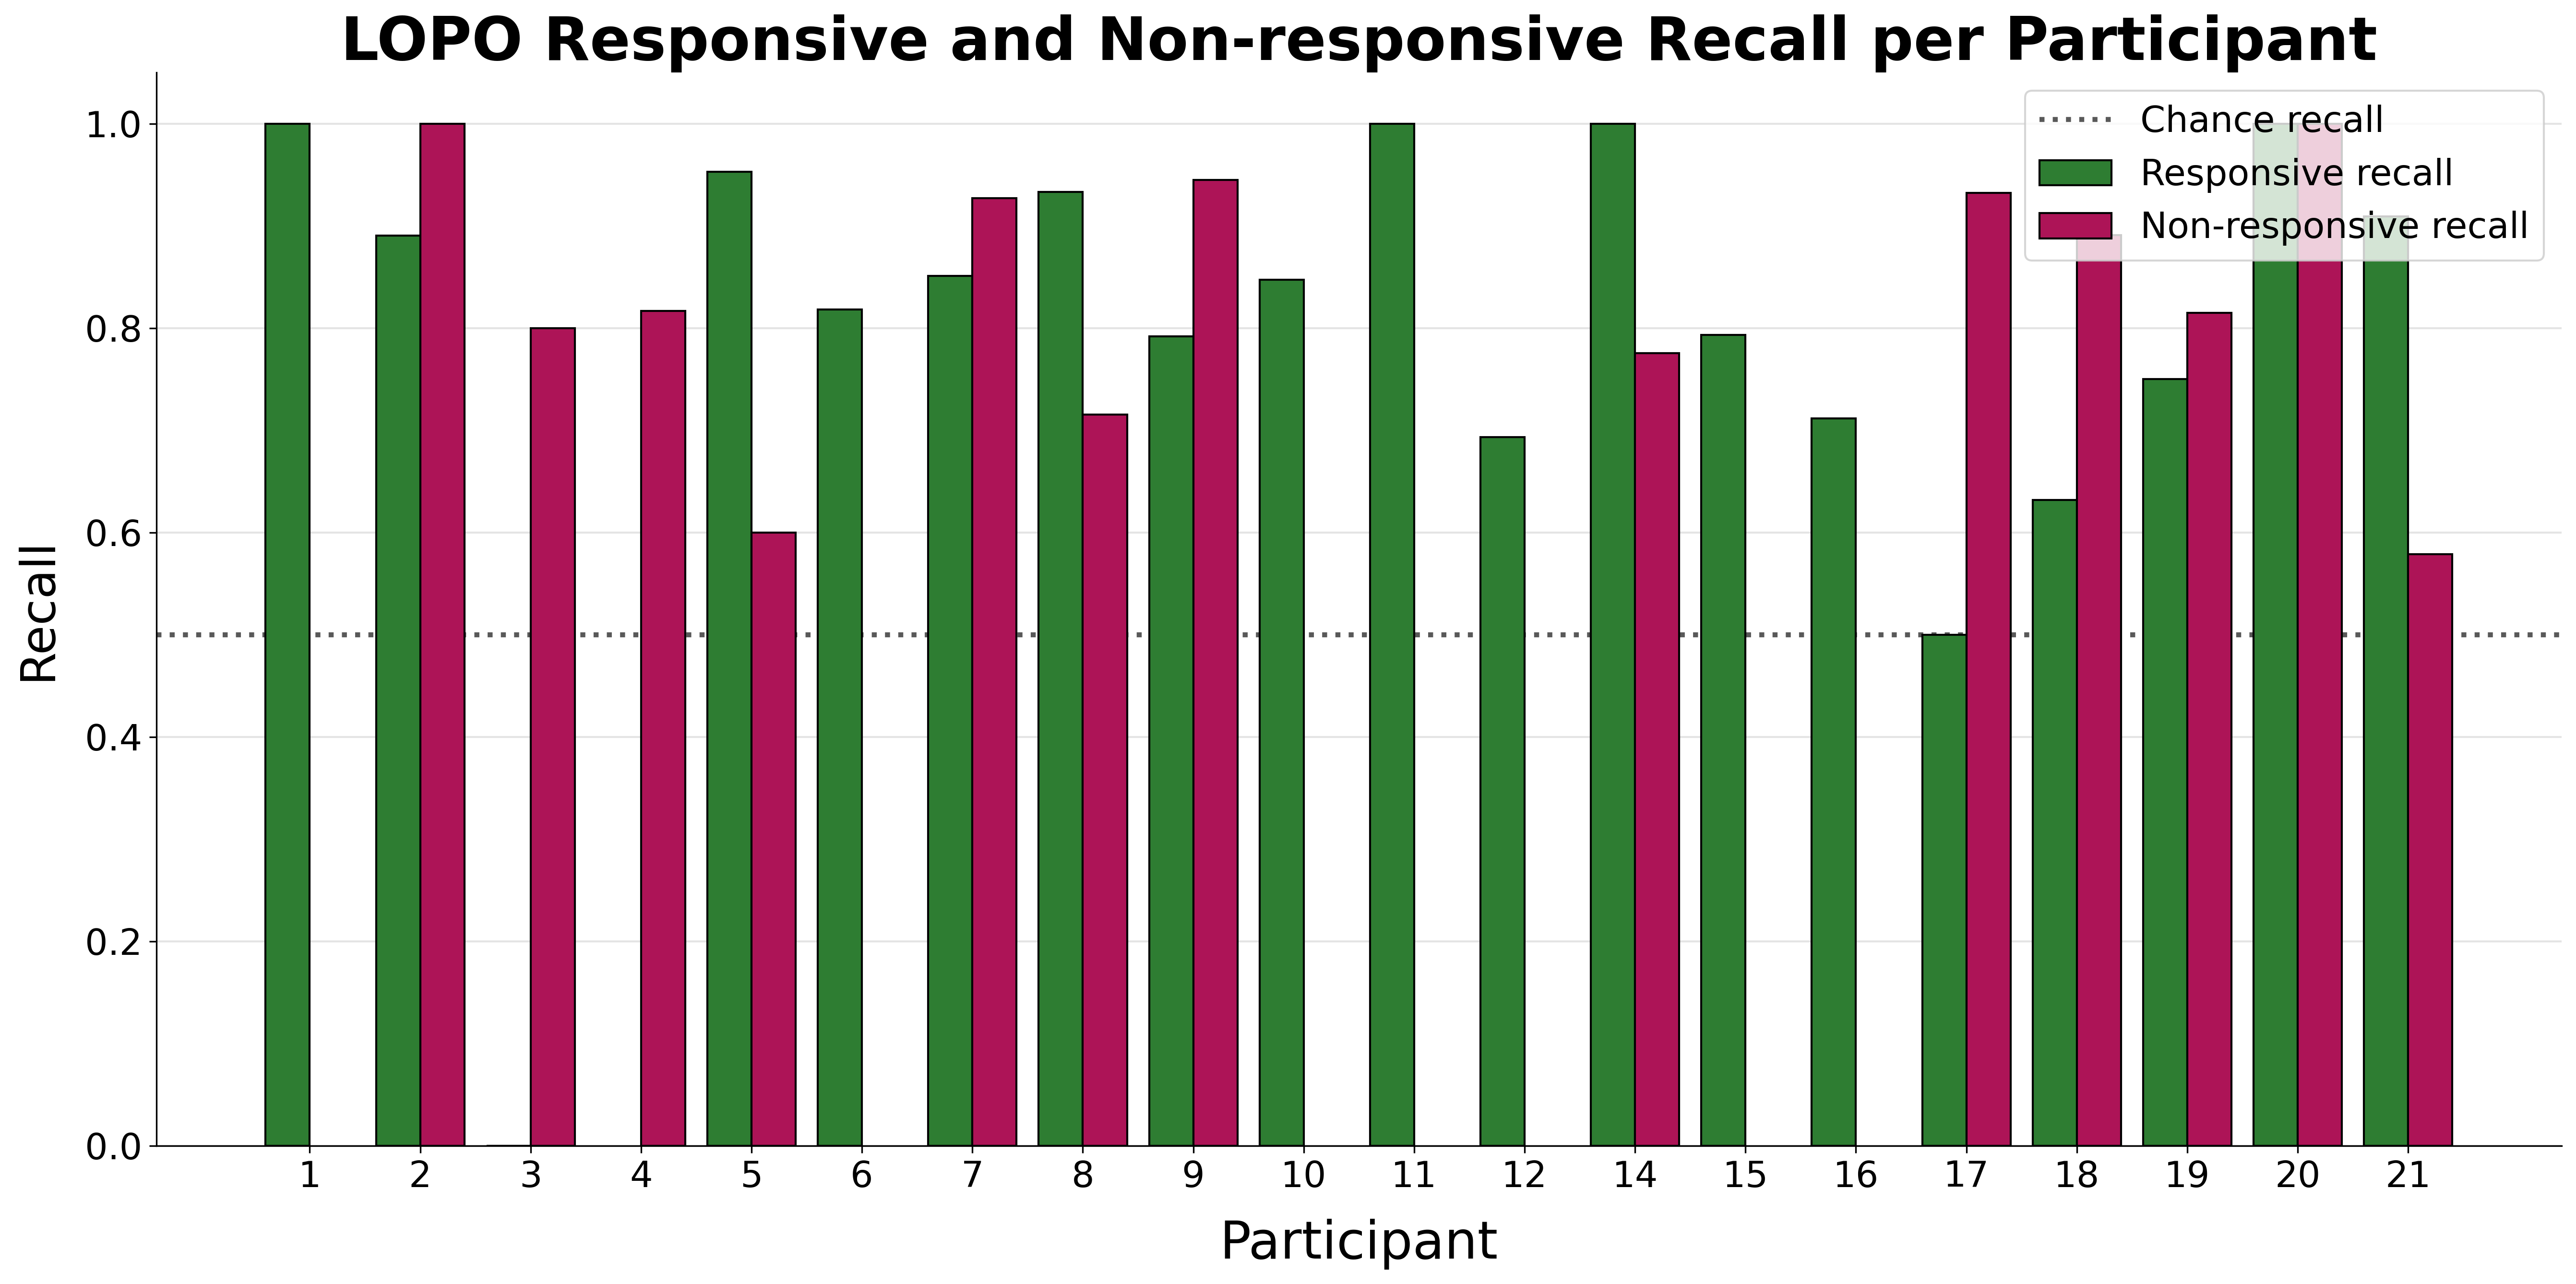 LOPO Responsive and Non-responsive Recall per Participant
Chance recall
Responsive recall
Non-responsive recall
1.0
0.8
0.6
0.4
0.2
0.0
Recall
1 2 3 4 5 6 7 8 9 10 11 12 14 15 16 17 18 19 20 21
Participant